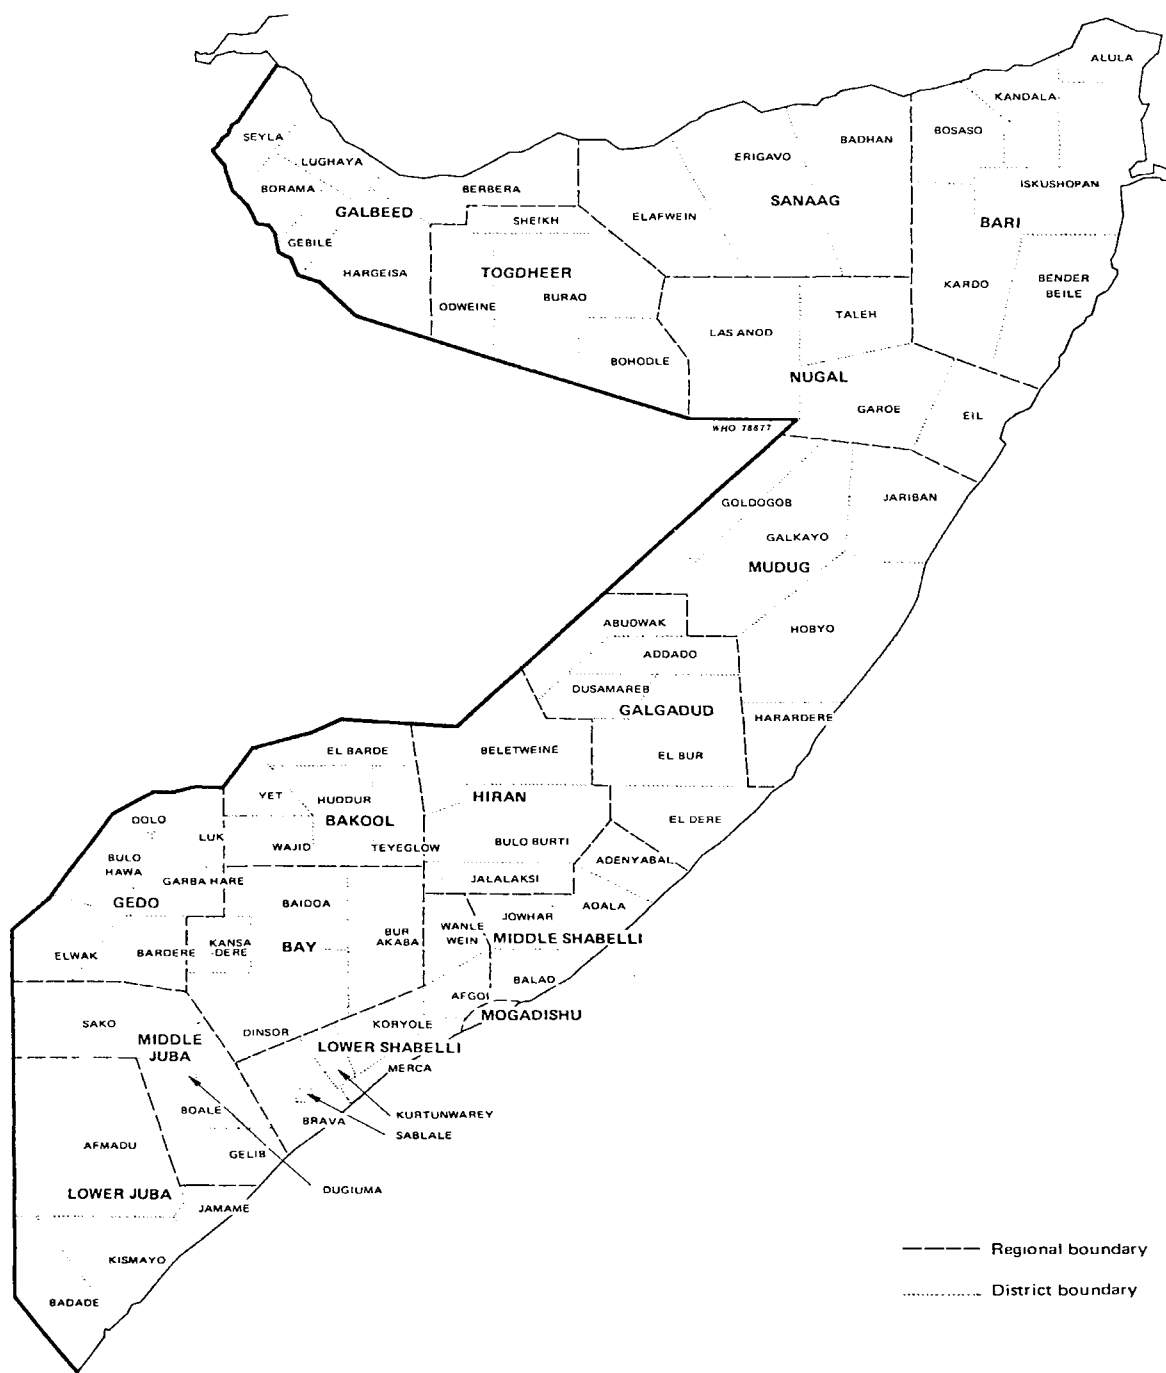 ALULA
KANDALA
BOSASO
SEYLA
BADHAN
ERIGAVO
LUGHAYA
ISKUSHOPAN
BORAMA
BERBERA
SANAAG
GALBEED
ELAFWEIN
SHEIKH
BARI
GEBILE
HARGEISA
TOGDHEER
KARDO
BENDER
BEILE
BURAO
ODWEINE
TALEH
LAS ANOD
BOHODLE
NUGAL
GAROE
EIL
WHO 78877
GOLDOGOB
JARIBAN
GALKAYO
MUDUG
ABUDWAK
HOBYO
ADDADO
DUSAMAREB
GALGADUD
HARARDERE
EL BARDE
BELETWEINE
EL BUR
YET
HUDDUR
HIRAN
DOLO
BAKOOL
EL DERE
LUK
WAJID
TEYEGLOW
BULO BURTI
BULO
HAWA
ADENYABAL
GARBA HARE
JALALAKSI
GEDO
BAIDOA
ADALA
JOWHAR
WANLE
WEIN
BUR
AKABA
KANSA
DERE
BAY
MIDDLE SHABELLI
BARDERE
ELWAK
BALAD
AFGOI
MOGADISHU
SAKO
KORYOLE
DINSOR
MIDDLE
JUBA
LOWER SHABELLI
MERCA
BOALE
KURTUNWAREY
BRAVA
SABLALE
AFMADU
GELIB
DUGIUMA
LOWER JUBA
JAMAME
KISMAYO
BADADE
Regional boundary
District boundary